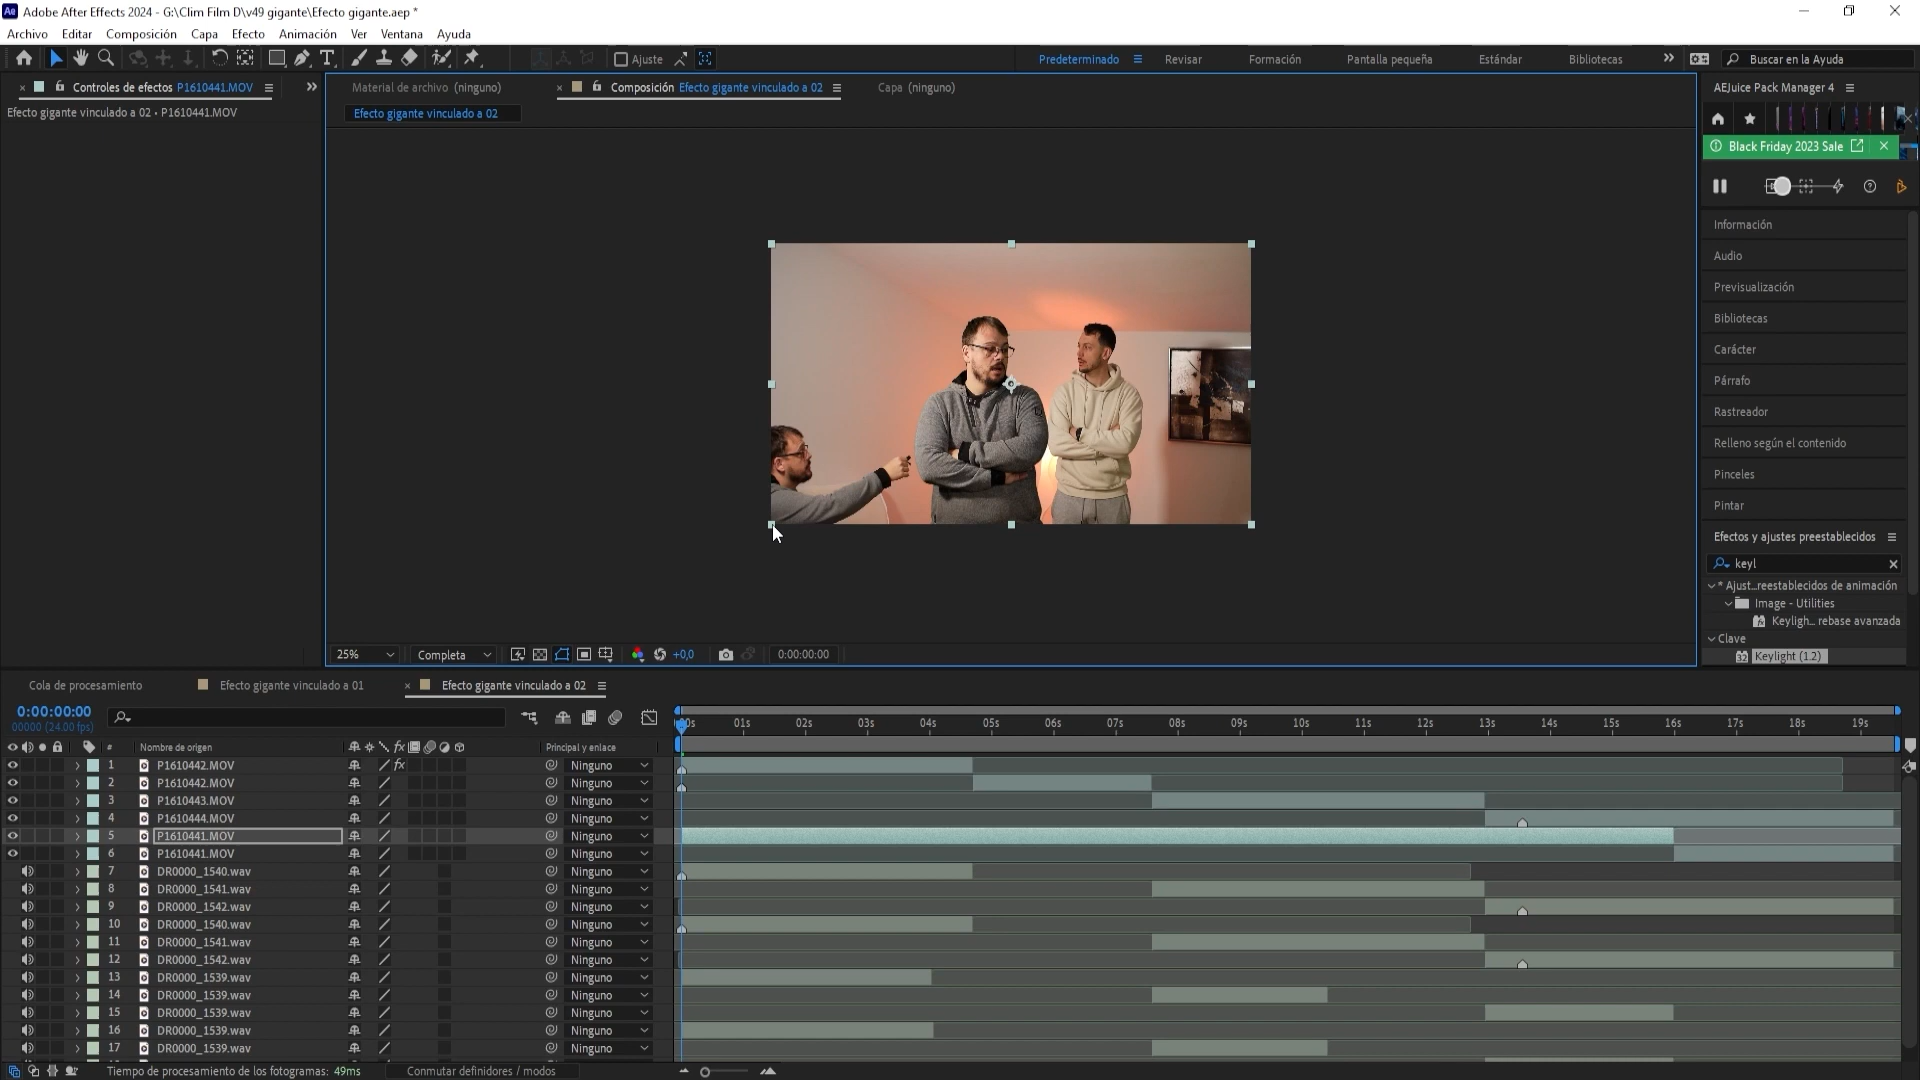 Adobe After Effects 2024 - G:\Clim Film D\v49 gigante\Efecto gigante.aep *
Archivo Editar Composición Capa Efecto Animación Ver Ventana Ayuda
Ajuste Predeterminado Revisar Formación Pantalla pequeña Estándar Bibliotecas Buscar en la Ayuda
Controles de efectos P1610441.MOV
Material de archivo (ninguno) Composición Efecto gigante vinculado a 02 Capa (ninguno)
AEJuice Pack Manager 4
Efecto gigante vinculado a 02 • P1610441.MOV
Efecto gigante vinculado a 02
Black Friday 2023 Sale
Información
Audio
Previsualización
Bibliotecas
Carácter
Párrafo
Rastreador
Relleno según el contenido
Pinceles
Pintar
Efectos y ajustes preestablecidos
keyl
* Ajust...reestablecidos de animación
Image - Utilities
Keyligh... rebase avanzada
Clave
Keylight (1.2)
25% Completa +0,0 0:00:00:00
Cola de procesamiento Efecto gigante vinculado a 01 Efecto gigante vinculado a 02
0:00:00:00
00000 (24.00 fps)
00s 01s 02s 03s 04s 05s 06s 07s 08s 09s 10s 11s 12s 13s 14s 15s 16s 17s 18s 19s
# Nombre de origen fx Principal y enlace
1 P1610442.MOV fx Ninguno
2 P1610442.MOV Ninguno
3 P1610443.MOV Ninguno
4 P1610444.MOV Ninguno
5 P1610441.MOV Ninguno
6 P1610441.MOV Ninguno
7 DR0000_1540.wav Ninguno
8 DR0000_1541.wav Ninguno
9 DR0000_1542.wav Ninguno
10 DR0000_1540.wav Ninguno
11 DR0000_1541.wav Ninguno
12 DR0000_1542.wav Ninguno
13 DR0000_1539.wav Ninguno
14 DR0000_1539.wav Ninguno
15 DR0000_1539.wav Ninguno
16 DR0000_1539.wav Ninguno
17 DR0000_1539.wav Ninguno
Tiempo de procesamiento de los fotogramas: 49ms Conmutar definidores / modos